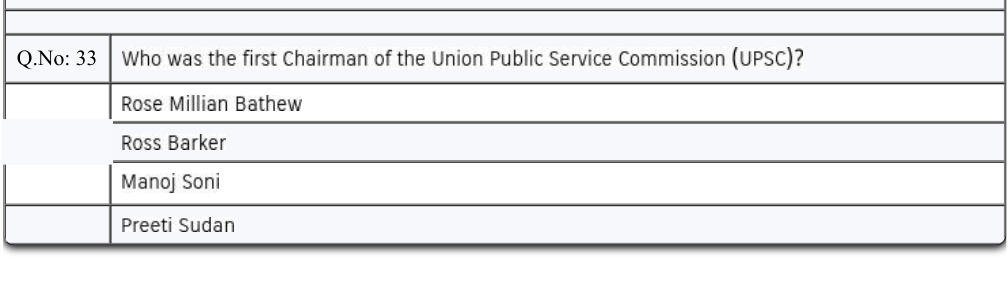 Q.No: 33 Who was the first Chairman of the Union Public Service Commission (UPSC)?
Rose Millian Bathew
Ross Barker
Manoj Soni
Preeti Sudan